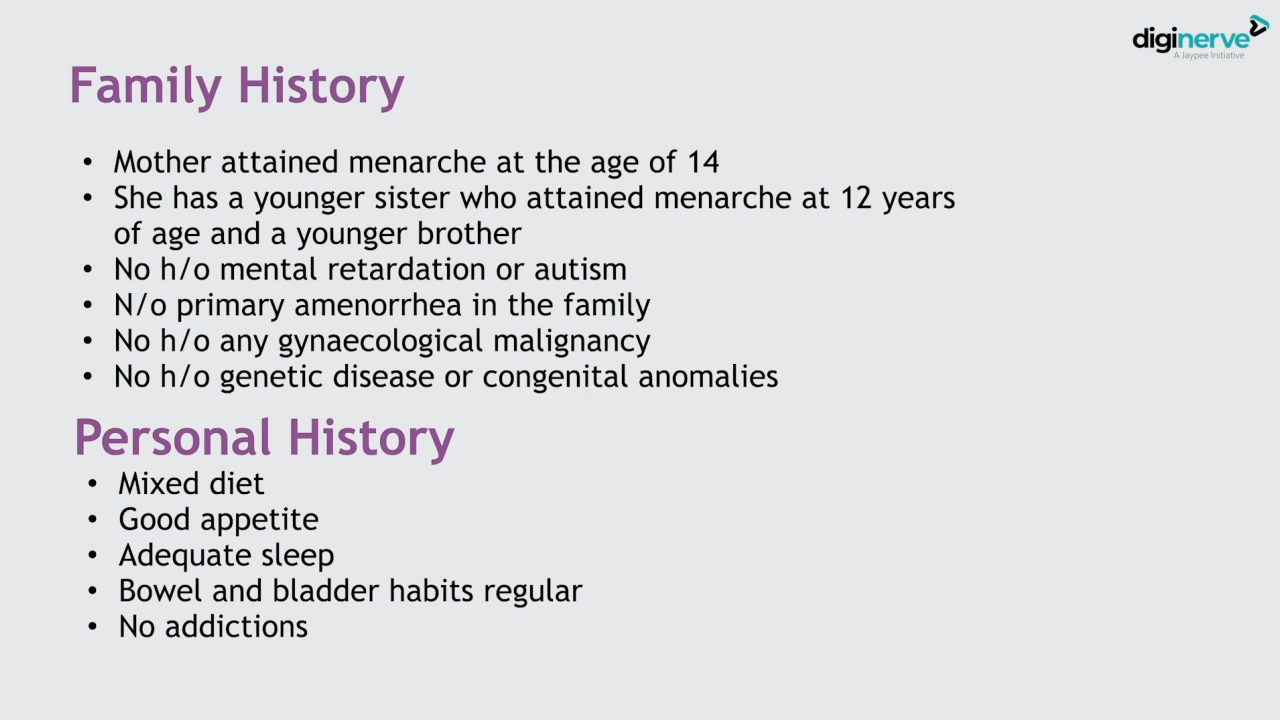 diginerve
A Jaypee Initiative
Family History
• Mother attained menarche at the age of 14
• She has a younger sister who attained menarche at 12 years
of age and a younger brother
• No h/o mental retardation or autism
• N/o primary amenorrhea in the family
• No h/o any gynaecological malignancy
• No h/o genetic disease or congenital anomalies
Personal History
• Mixed diet
• Good appetite
• Adequate sleep
• Bowel and bladder habits regular
• No addictions